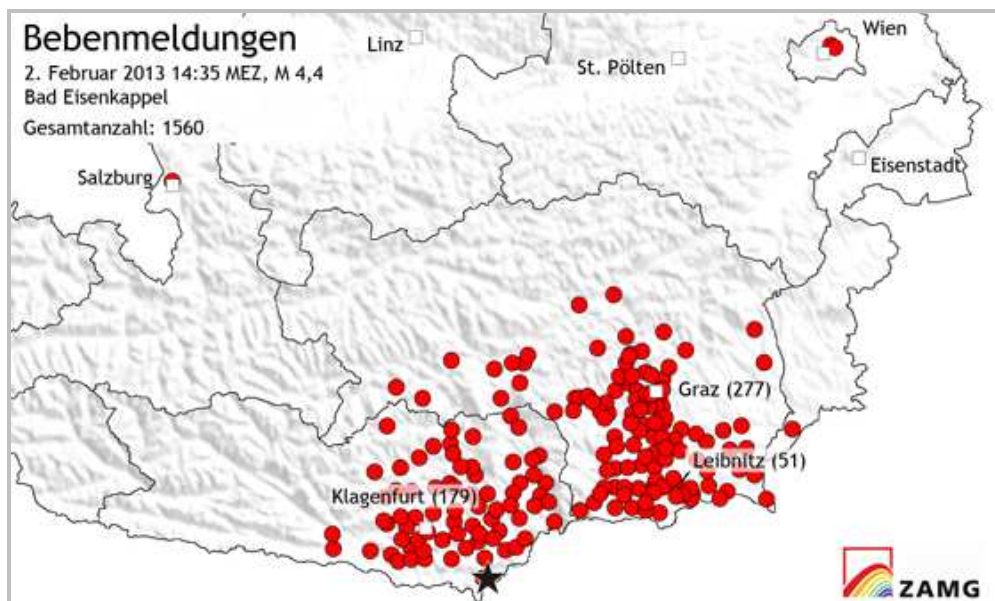 Bebenmeldungen
2. Februar 2013 14:35 MEZ, M 4,4
Bad Eisenkappel
Gesamtanzahl: 1560
Linz
Wien
St. Pölten
Eisenstadt
Salzburg
Graz (277)
Leibnitz (51)
Klagenfurt (179)
ZAMG